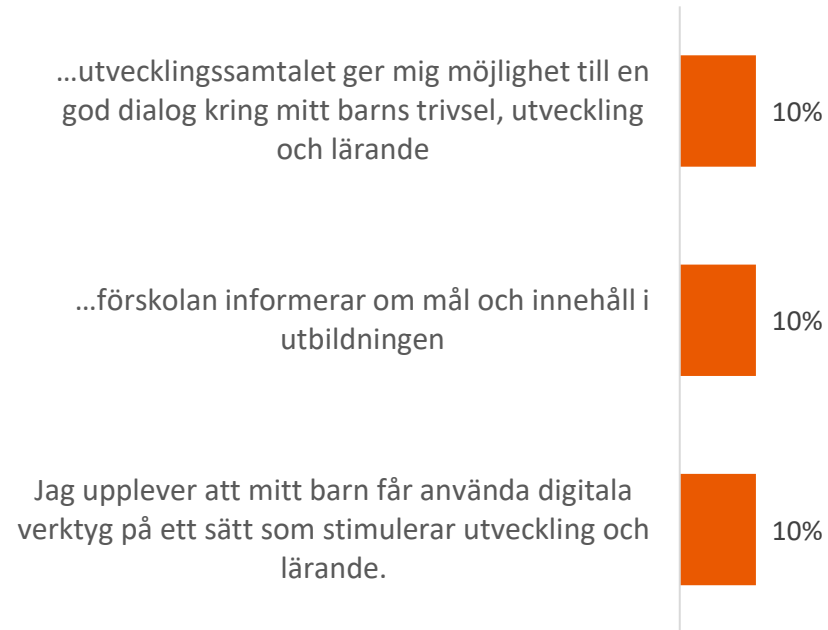 ...utvecklingssamtalet ger mig möjlighet till en
god dialog kring mitt barns trivsel, utveckling
och lärande
10%
...förskolan informerar om mål och innehåll i
utbildningen
10%
Jag upplever att mitt barn får använda digitala
verktyg på ett sätt som stimulerar utveckling och
lärande.
10%